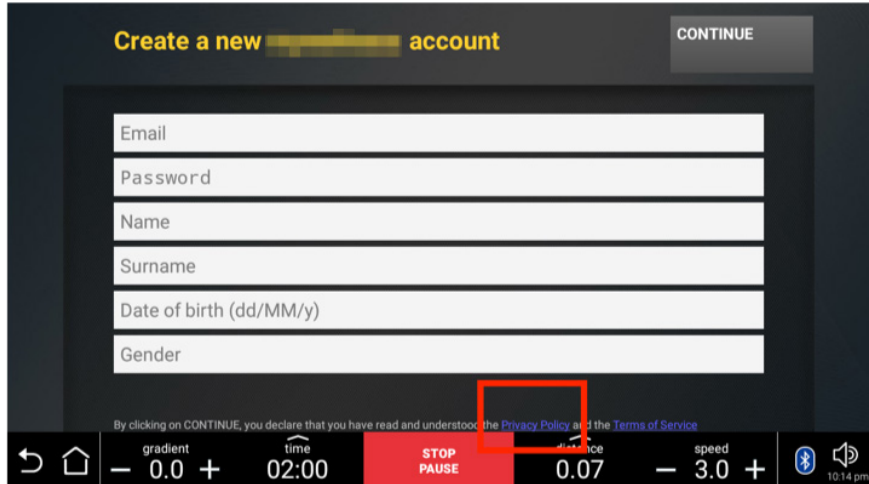 Create a new account
CONTINUE
Email
Password
Name
Surname
Date of birth (dd/MM/y)
Gender
By clicking on CONTINUE, you declare that you have read and understood the Privacy Policy and the Terms of Service
gradient
− 0.0 +
time
02:00
STOP
PAUSE
distance
0.07
speed
− 3.0 +
10:14 pm